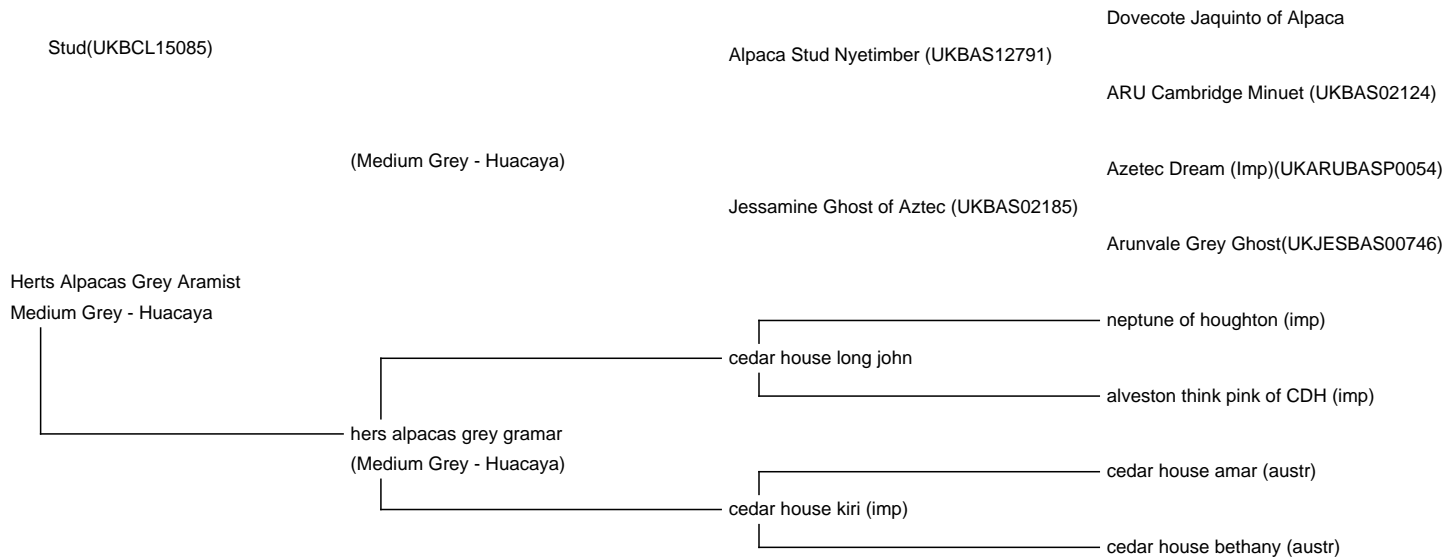 Dovecote Jaquinto of Alpaca
Stud(UKBCL15085)
Alpaca Stud Nyetimber (UKBAS12791)
ARU Cambridge Minuet (UKBAS02124)
(Medium Grey - Huacaya)
Azetec Dream (Imp)(UKARUBASP0054)
Jessamine Ghost of Aztec (UKBAS02185)
Arunvale Grey Ghost(UKJESBAS00746)
Herts Alpacas Grey Aramist
Medium Grey - Huacaya
neptune of houghton (imp)
cedar house long john
alveston think pink of CDH (imp)
hers alpacas grey gramar
(Medium Grey - Huacaya)
cedar house amar (austr)
cedar house kiri (imp)
cedar house bethany (austr)